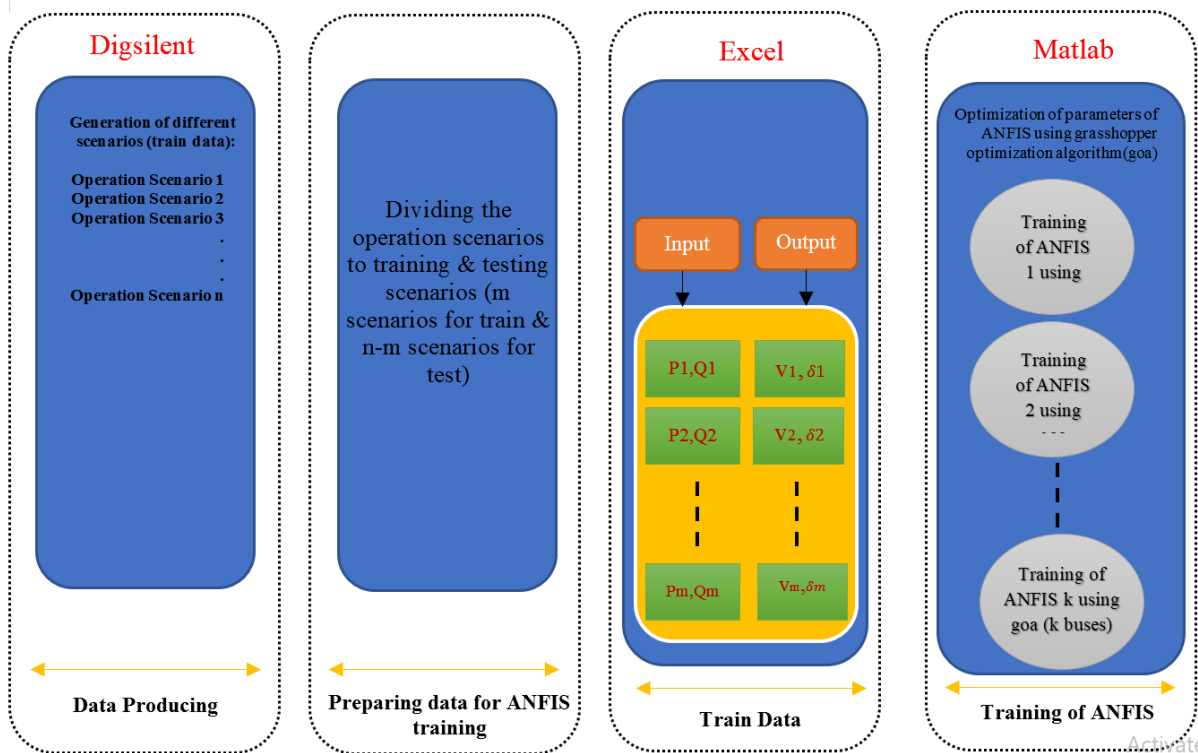 Digsilent
Generation of different
scenarios (train data):
Operation Scenario 1
Operation Scenario 2
Operation Scenario 3
.
.
.
Operation Scenario n
Data Producing
Dividing the
operation scenarios
to training & testing
scenarios (m
scenarios for train &
n-m scenarios for
test)
Preparing data for ANFIS
training
Excel
Input
Output
P1,Q1
V1, δ1
P2,Q2
V2, δ2
Pm,Qm
Vm,δm
Train Data
Matlab
Optimization of parameters of
ANFIS using grasshopper
optimization algorithm(goa)
Training
of ANFIS
1 using
Training
of ANFIS
2 using
Training of
ANFIS k using
goa (k buses)
Training of ANFIS
Activate